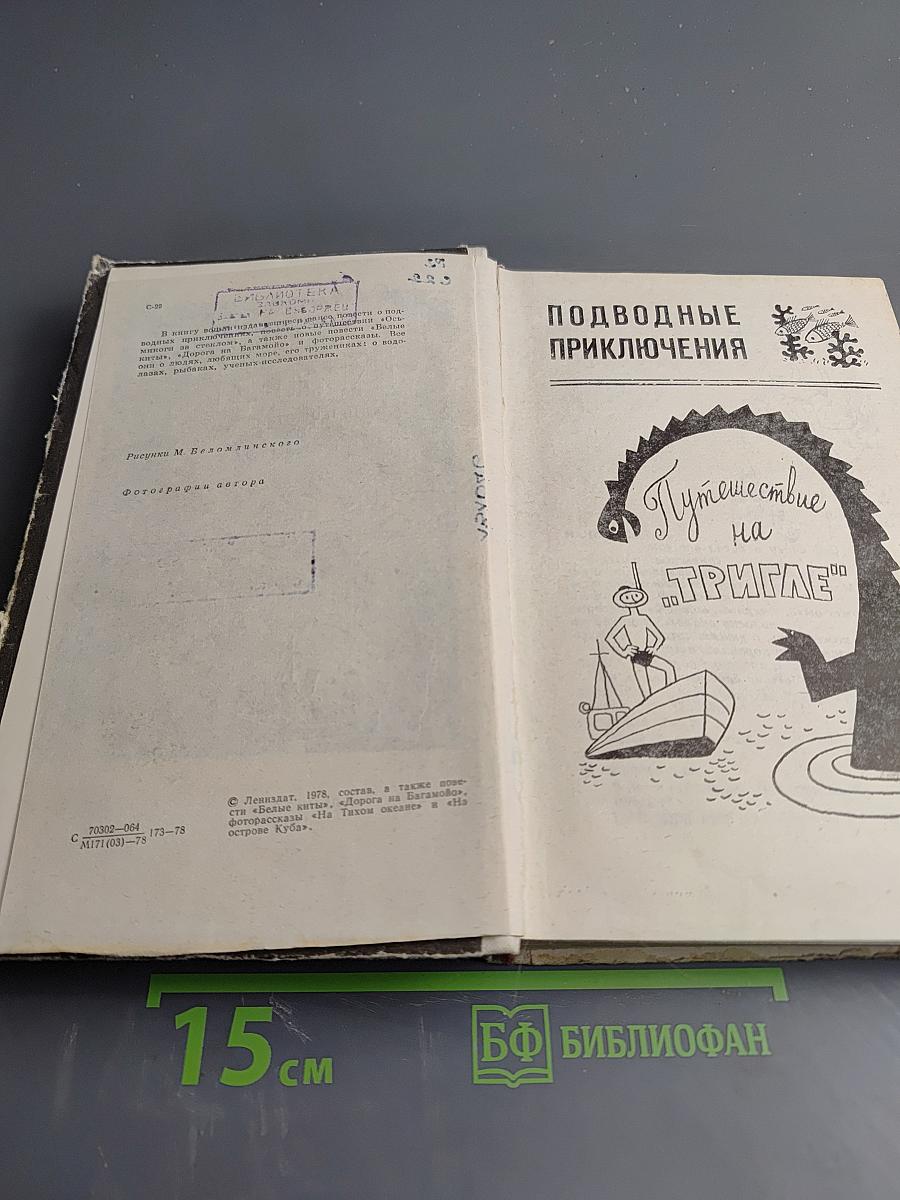 С-22
БИБЛИОТЕКА
В книгу вошли издававшиеся ранее повести о под-
водных приключениях, повесть о путешествии «Ось-
миноги за стеклом», а также новые повести «Белые
киты», «Дорога на Багамойо» и фоторассказы. Все
они о людях, любящих море, его тружениках: о водо-
лазах, рыбаках, ученых-исследователях.
Рисунки М. Беломлинского
Фотографии автора
© Лениздат, 1978, состав, а также пове-
сти «Белые киты», «Дорога на Багамойо»,
фоторассказы «На Тихом океане» и «На
острове Куба».
С 70302—064
М171(03)—78 173—78
ПОДВОДНЫЕ
ПРИКЛЮЧЕНИЯ
Путешествие
на
„ТРИГЛЕ"
15 см
БФ БИБЛИОФАН